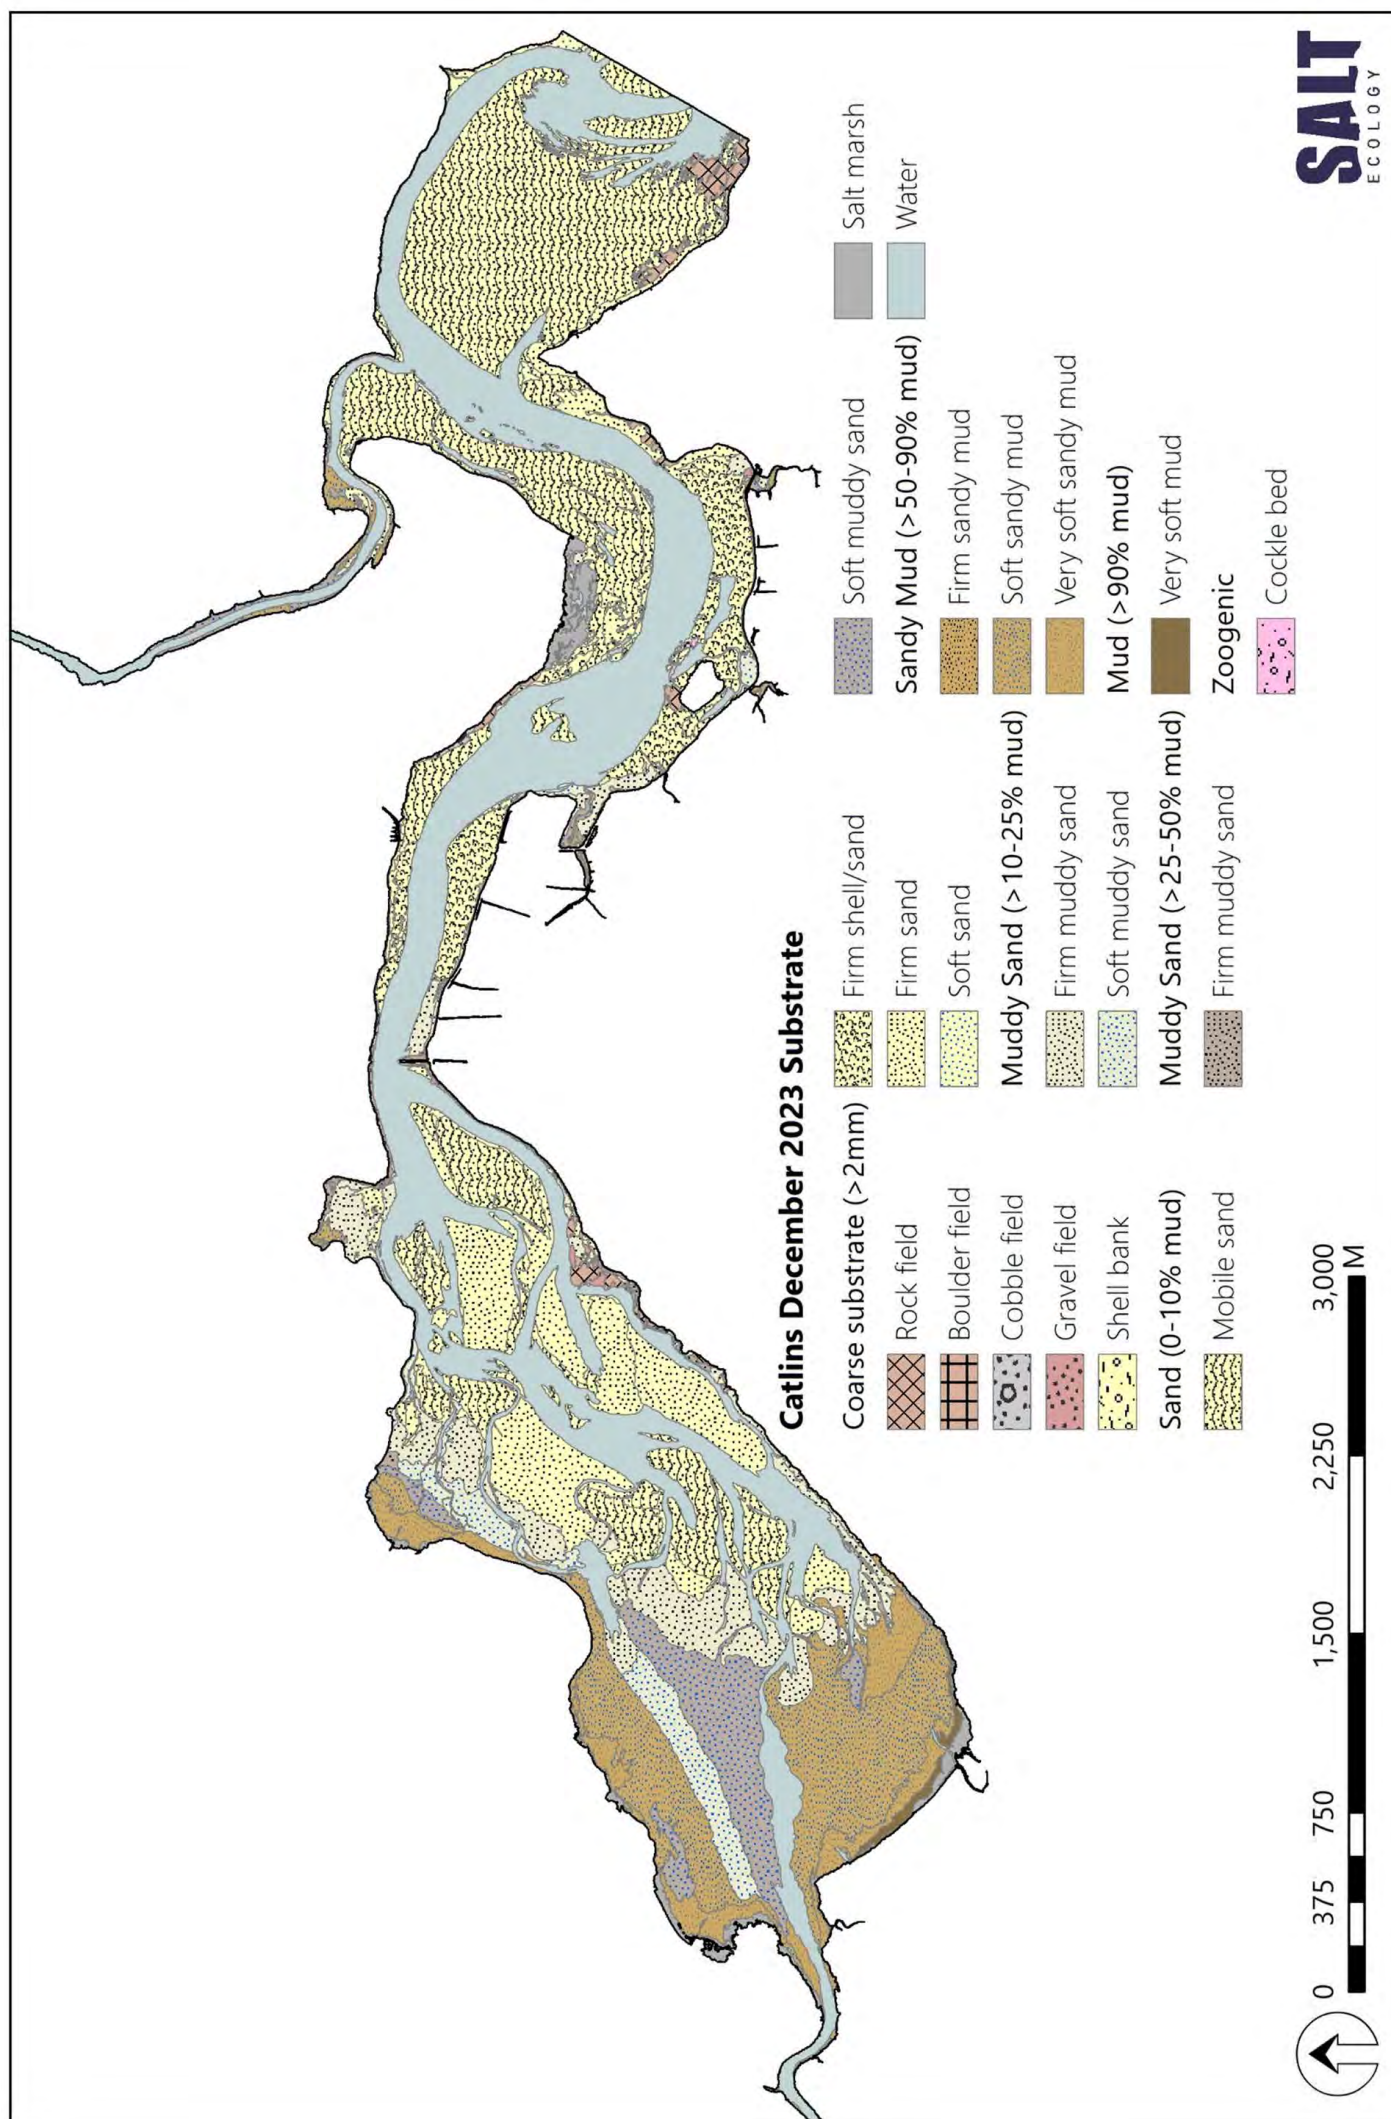 Catlins December 2023 Substrate
Coarse substrate (>2mm)
Rock field
Boulder field
Cobble field
Gravel field
Shell bank
Sand (0-10% mud)
Mobile sand
Firm shell/sand
Firm sand
Soft sand
Muddy Sand (>10-25% mud)
Firm muddy sand
Soft muddy sand
Muddy Sand (>25-50% mud)
Firm muddy sand
Soft muddy sand
Sandy Mud (>50-90% mud)
Firm sandy mud
Soft sandy mud
Very soft sandy mud
Mud (>90% mud)
Very soft mud
Zoogenic
Cockle bed
Salt marsh
Water
0 375 750 1,500 2,250 3,000
M
SALT
ECOLOGY